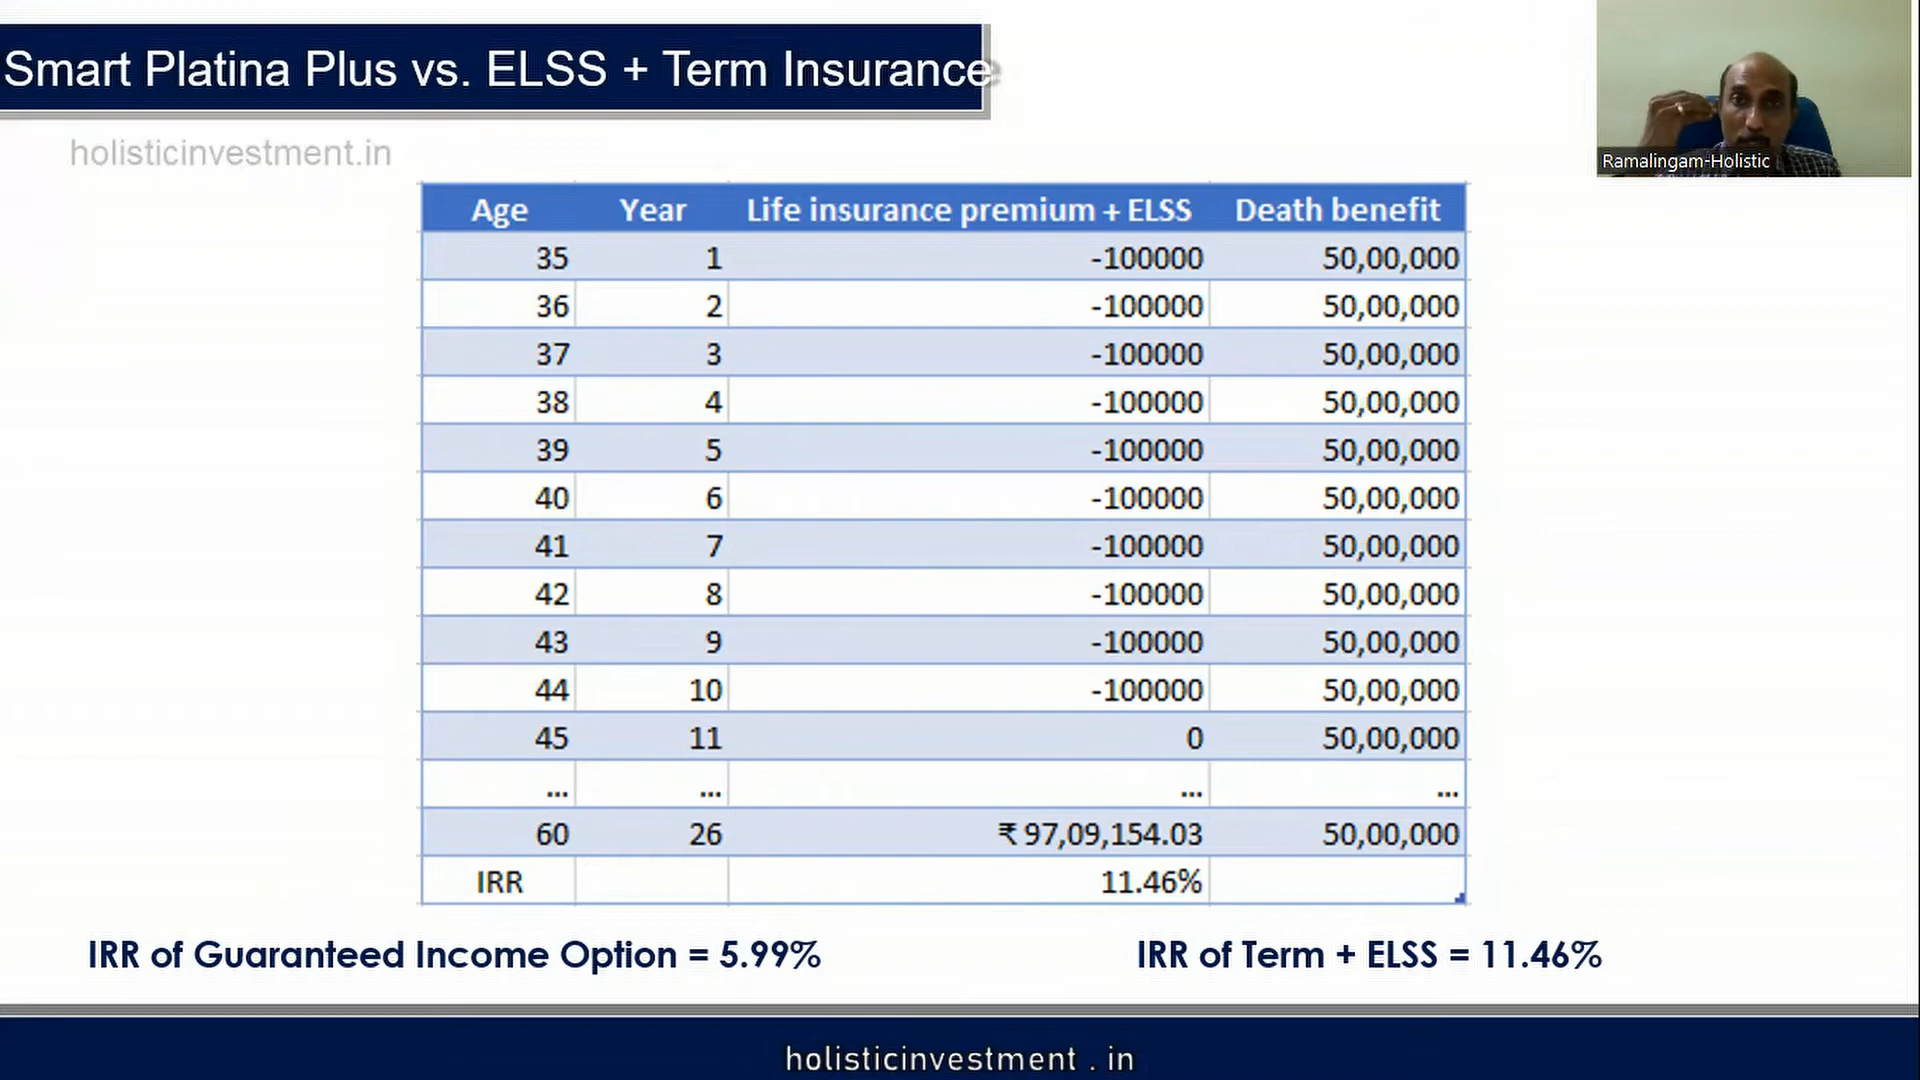 Smart Platina Plus vs. ELSS + Term Insurance
Ramalingam-Holistic
holisticinvestment.in
Age Year Life insurance premium + ELSS Death benefit
35 1 -100000 50,00,000
36 2 -100000 50,00,000
37 3 -100000 50,00,000
38 4 -100000 50,00,000
39 5 -100000 50,00,000
40 6 -100000 50,00,000
41 7 -100000 50,00,000
42 8 -100000 50,00,000
43 9 -100000 50,00,000
44 10 -100000 50,00,000
45 11 0 50,00,000
... ... ... ...
60 26 ₹ 97,09,154.03 50,00,000
IRR 11.46%
IRR of Guaranteed Income Option = 5.99% IRR of Term + ELSS = 11.46%
holisticinvestment . in